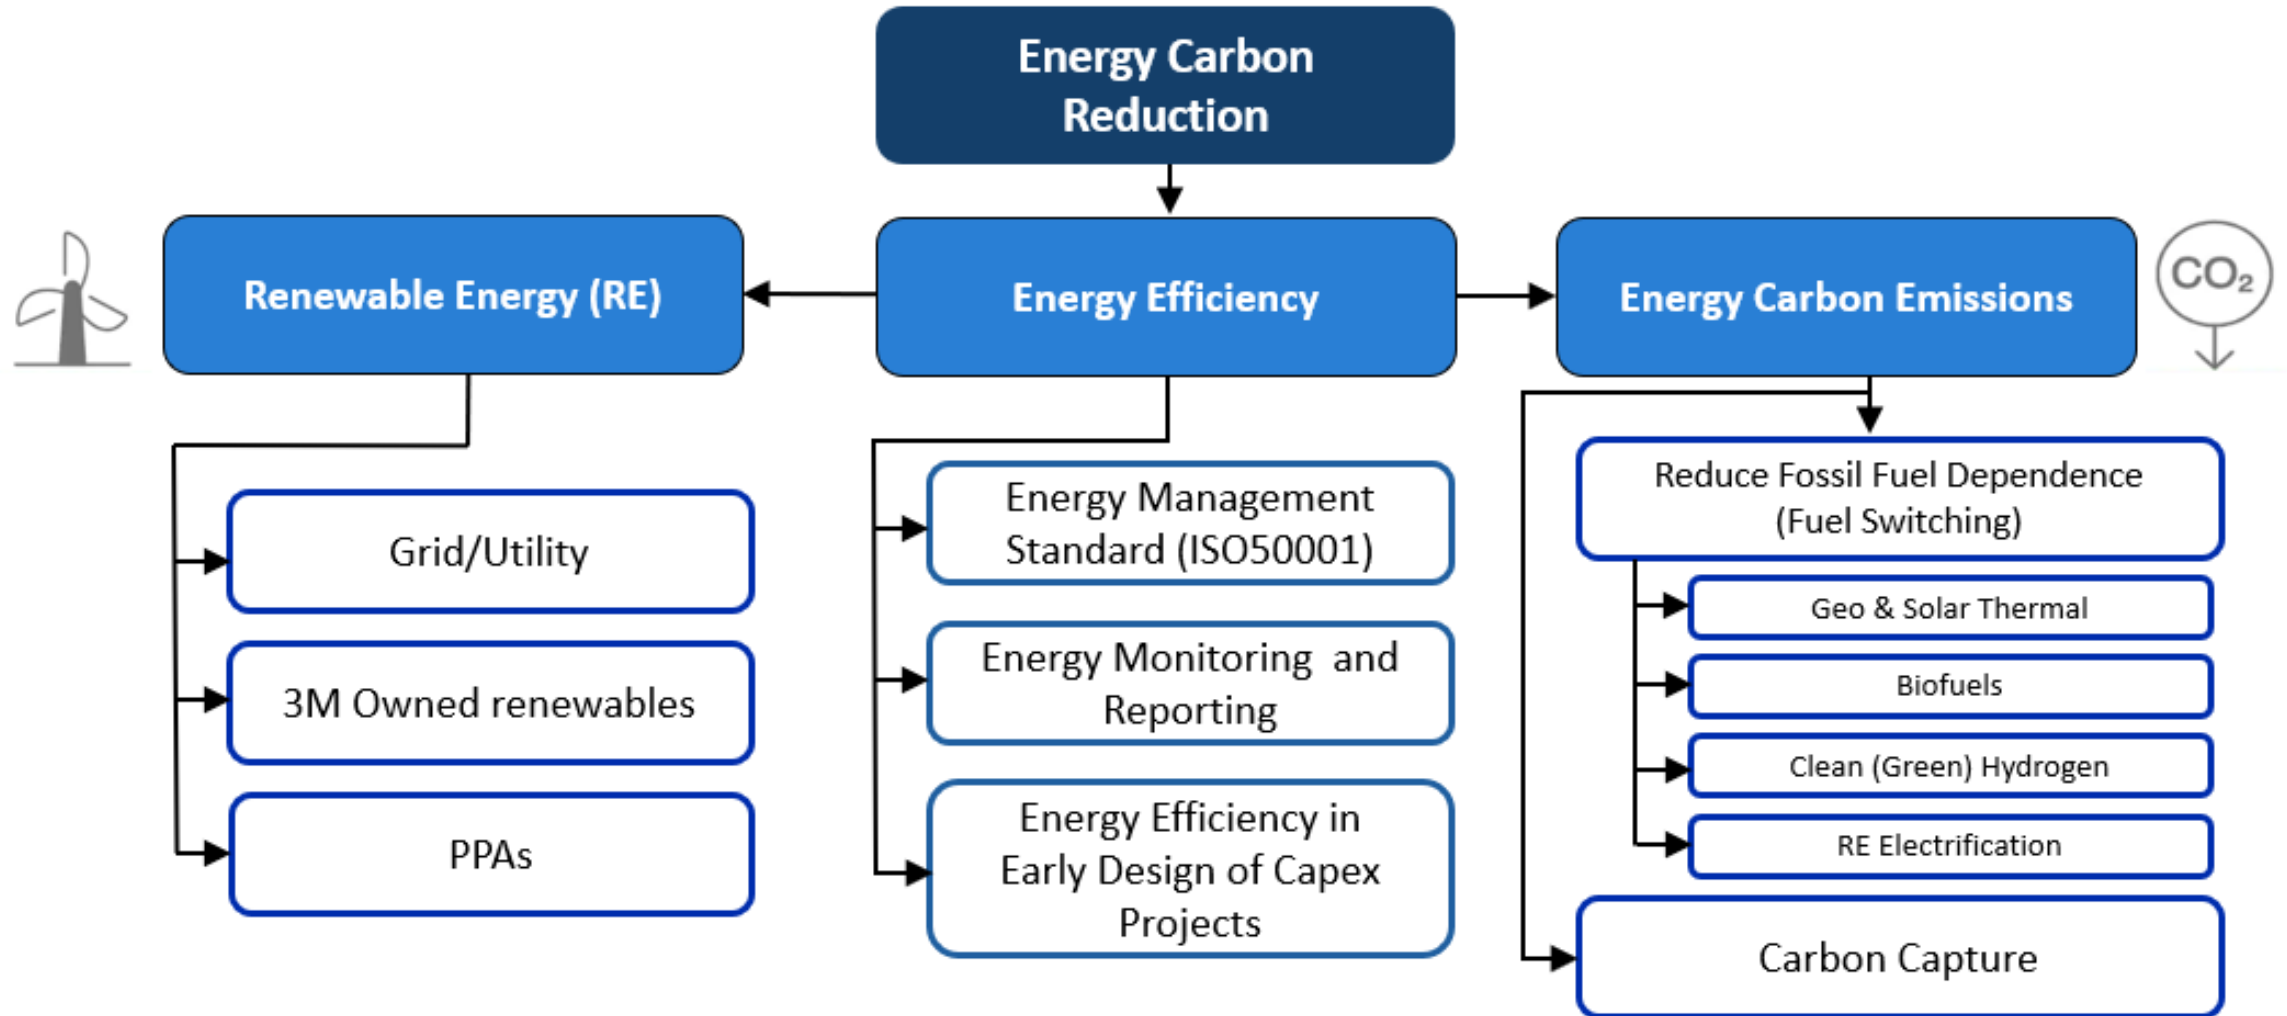 Energy Carbon
Reduction
Renewable Energy (RE)
Energy Efficiency
Energy Carbon Emissions
CO₂
Grid/Utility
3M Owned renewables
PPAs
Energy Management
Standard (ISO50001)
Energy Monitoring and
Reporting
Energy Efficiency in
Early Design of Capex
Projects
Reduce Fossil Fuel Dependence
(Fuel Switching)
Geo & Solar Thermal
Biofuels
Clean (Green) Hydrogen
RE Electrification
Carbon Capture